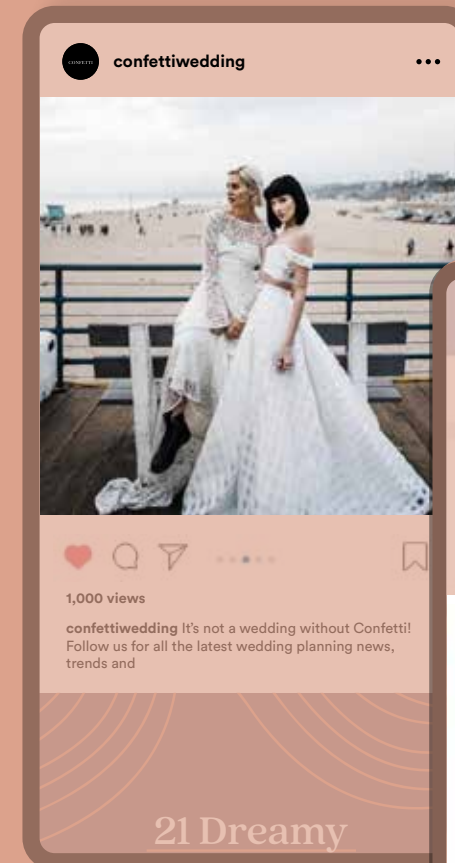 CONFETTI
confettiwedding
1,000 views
confettiwedding It's not a wedding without Confetti!
Follow us for all the latest wedding planning news,
trends and
21 Dreamy